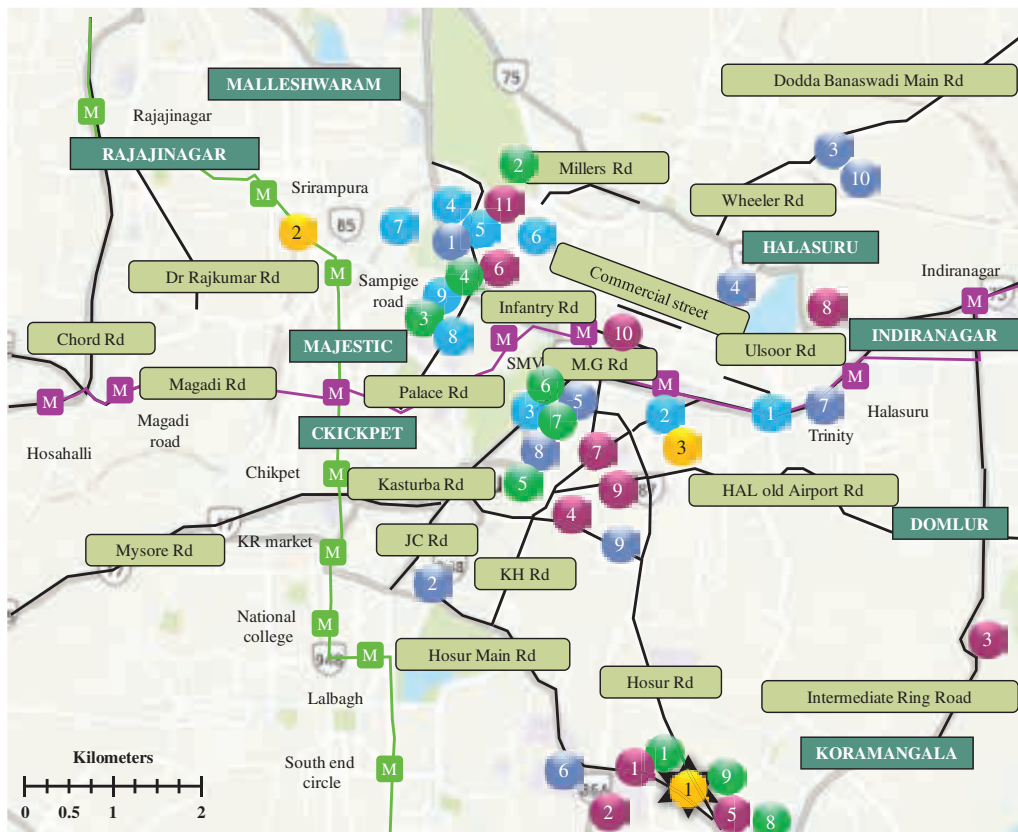 75
Dodda Banaswadi Main Rd
MALLESHWARAM
M
Rajajinagar
RAJAJINAGAR
3
2
Millers Rd
10
M
Srirampura
Wheeler Rd
4
11
2
85
7
1
5
6
HALASURU
M
Dr Rajkumar Rd
Sampige
road
4
6
Commercial street
4
Indiranagar
9
M
3
8
Infantry Rd
8
Chord Rd
MAJESTIC
M
M
10
Ulsoor Rd
INDIRANAGAR
SMV
M.G Rd
M
M
Magadi Rd
M
Palace Rd
6
M
M
3
5
2
1
7
Halasuru
Magadi
road
CKICKPET
7
Trinity
Hosahalli
8
7
3
Chikpet
M
Kasturba Rd
5
9
87
HAL old Airport Rd
4
DOMLUR
Mysore Rd
KR market
M
JC Rd
9
KH Rd
2
National
college
M
3
948
M
Hosur Main Rd
Lalbagh
Hosur Rd
Intermediate Ring Road
Kilometers
South end
circle
M
1
KORAMANGALA
6
1
9
1
0 0.5 1 2
2
5
8